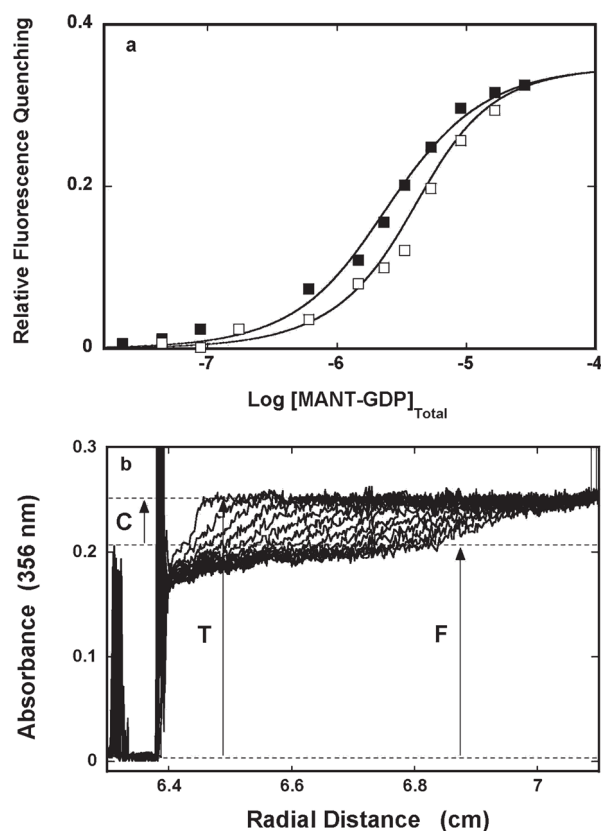 a
Relative Fluorescence Quenching
0.4
0.2
0
-7
-6
-5
-4
Log [MANT-GDP]Total
b
Absorbance (356 nm)
0.3
0.2
0.1
0
C
T
F
6.4
6.6
6.8
7
Radial Distance (cm)